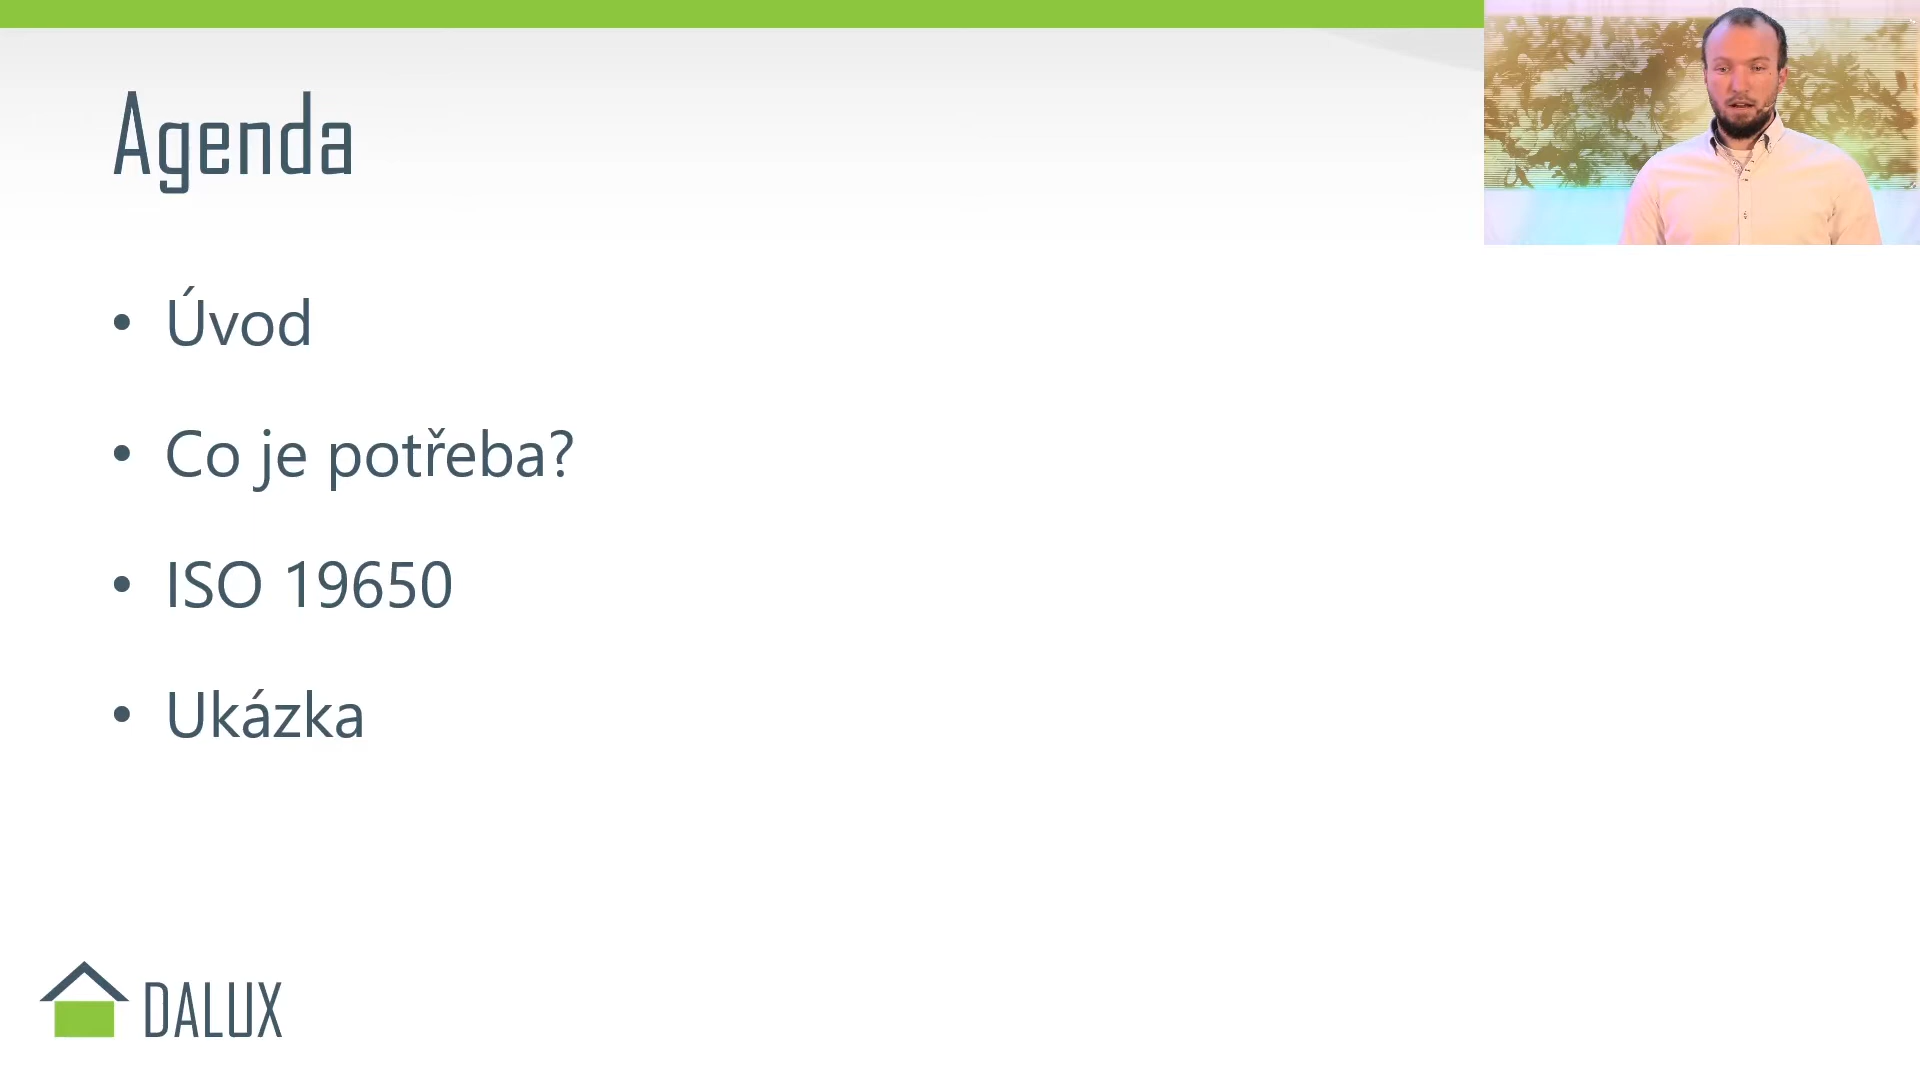 Agenda
• Úvod
• Co je potřeba?
• ISO 19650
• Ukázka
DALUX